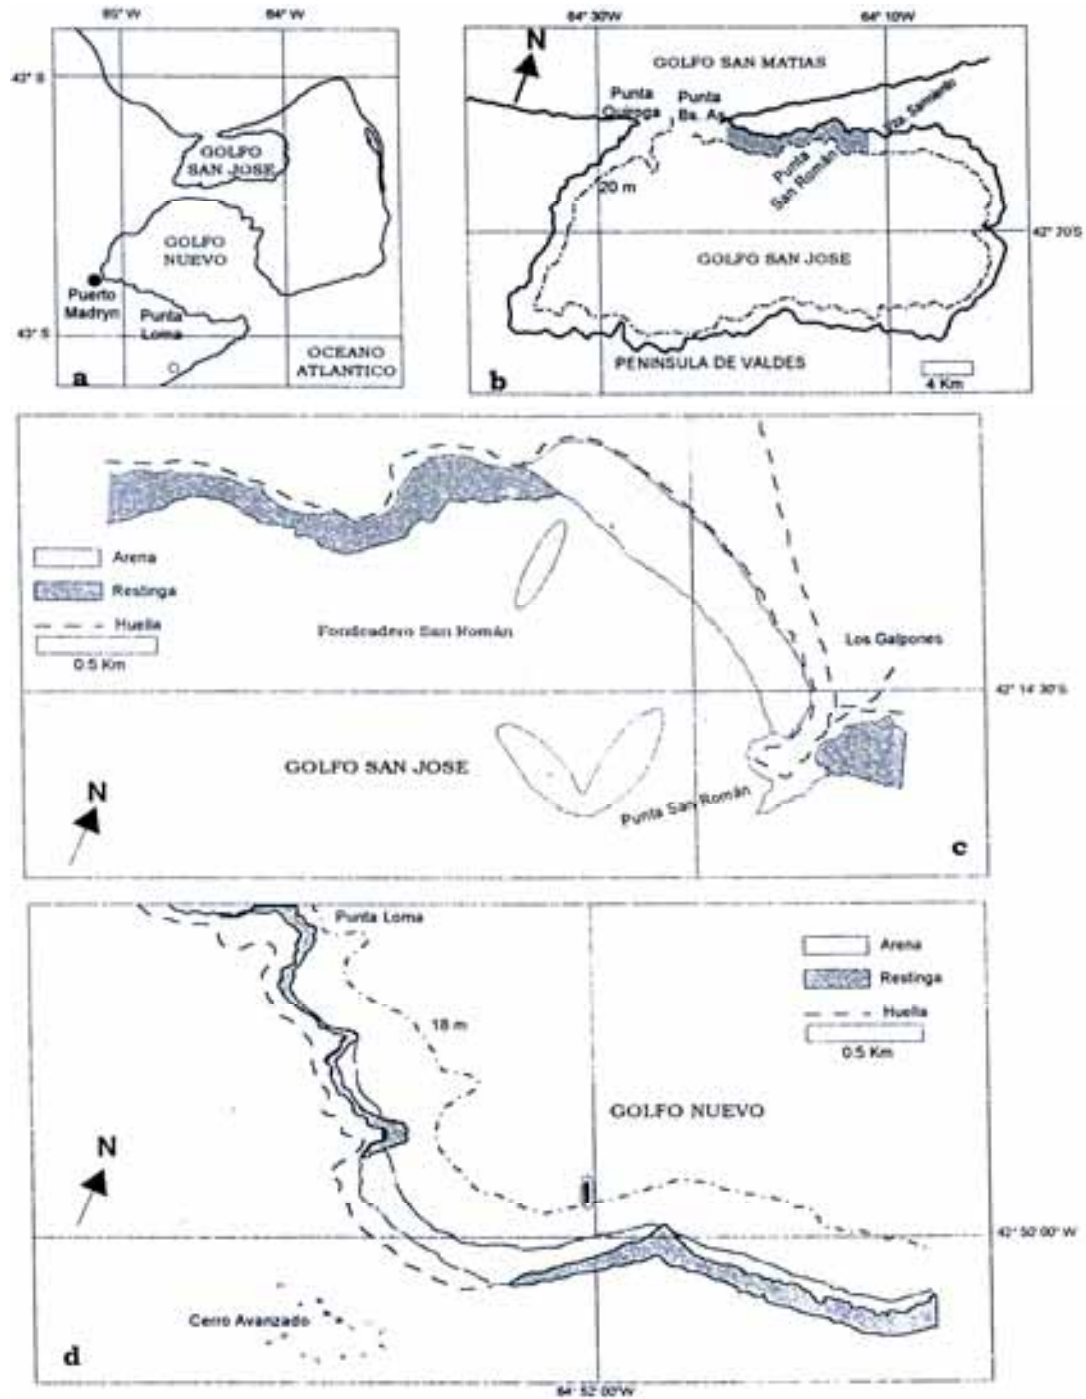 65° W
64° W
42° S
GOLFO
SAN JOSE
GOLFO
NUEVO
Puerto
Madryn
Punta
Loma
43° S
OCEANO
ATLANTICO
a
64° 30'W
64° 10'W
N
GOLFO SAN MATIAS
Punta
Quiroga
Punta
Bs. As.
Pza. Sarmiento
Punta
San Román
20 m
42° 20'S
GOLFO SAN JOSE
PENINSULA DE VALDES
b
4 Km
Arena
Restinga
Huella
0.5 Km
Fondeadero San Román
Los Galpones
42° 14' 30'S
GOLFO SAN JOSE
Punta San Román
N
c
Punta Loma
Arena
Restinga
Huella
0.5 Km
18 m
GOLFO NUEVO
N
42° 50' 00" W
Cerro Avanzado
d
64° 52' 00"W